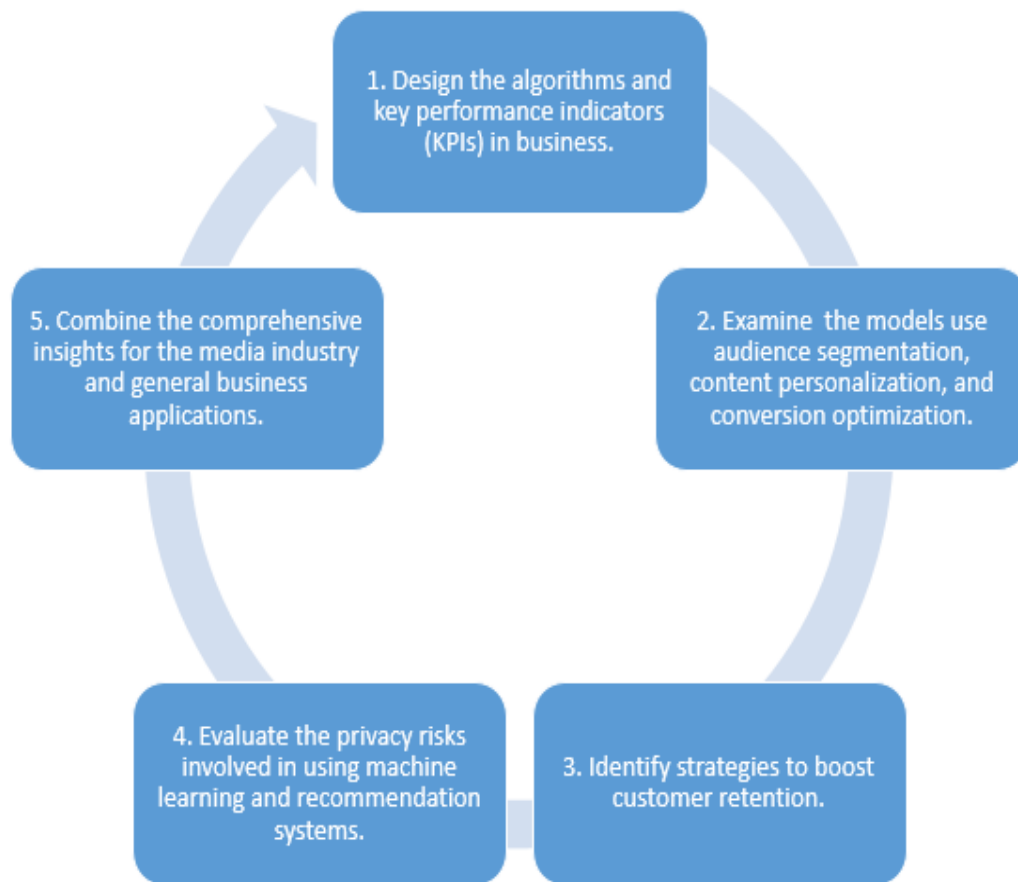 1. Design the algorithms and
key performance indicators
(KPIs) in business.
2. Examine  the models use
audience segmentation,
content personalization, and
conversion optimization.
3. Identify strategies to boost
customer retention.
4. Evaluate the privacy risks
involved in using machine
learning and recommendation
systems.
5. Combine the comprehensive
insights for the media industry
and general business
applications.